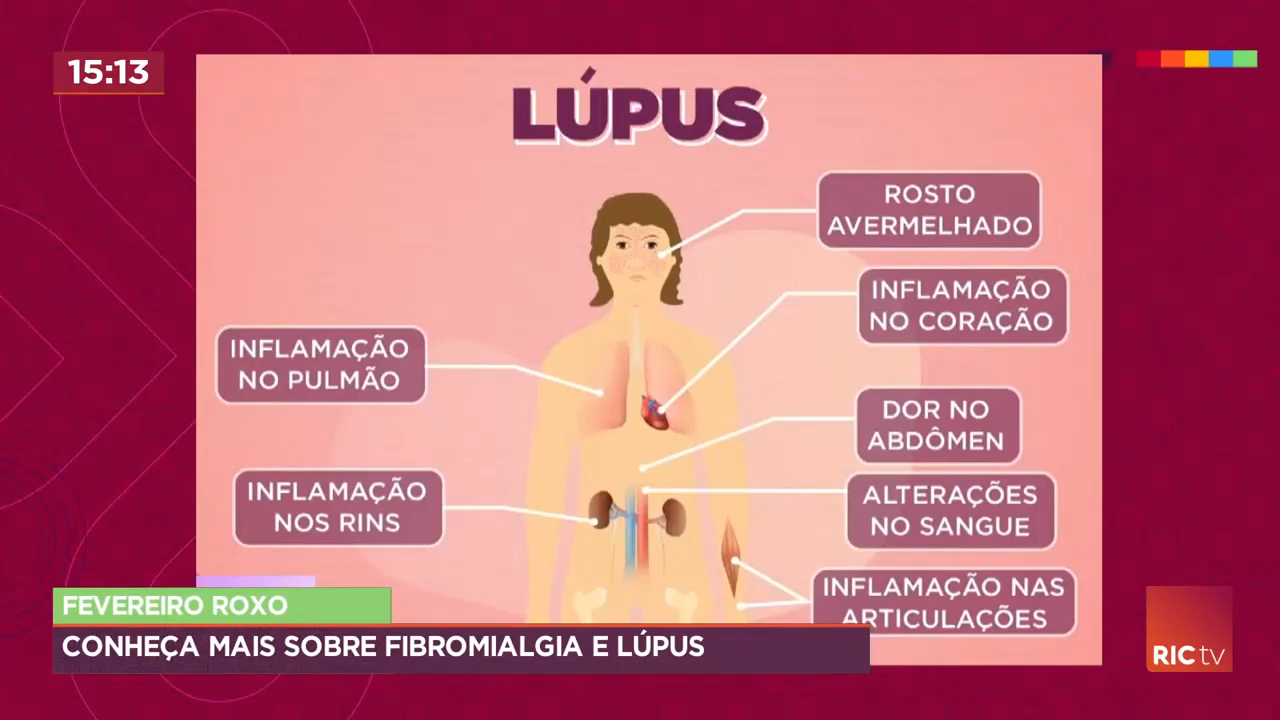 15:13
LÚPUS
ROSTO
AVERMELHADO
INFLAMAÇÃO
NO CORAÇÃO
INFLAMAÇÃO
NO PULMÃO
DOR NO
ABDÔMEN
INFLAMAÇÃO
NOS RINS
ALTERAÇÕES
NO SANGUE
INFLAMAÇÃO NAS
ARTICULAÇÕES
FEVEREIRO ROXO
CONHEÇA MAIS SOBRE FIBROMIALGIA E LÚPUS
RIC tv